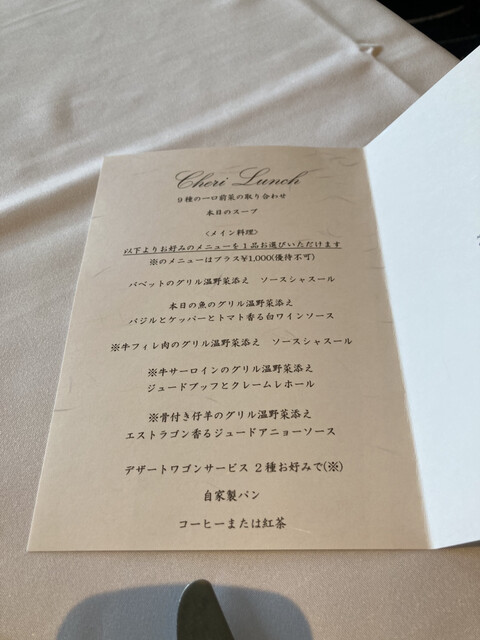 Cheri Lunch
9種の一口前菜の取り合わせ
本日のスープ
〈メイン料理〉
以下よりお好みのメニューを1品お選びいただけます
※のメニューはプラス¥1,000(優待不可)
バベットのグリル温野菜添え ソースシャスール
本日の魚のグリル温野菜添え
バジルとケッパーとトマト香る白ワインソース
※牛フィレ肉のグリル温野菜添え ソースシャスール
※牛サーロインのグリル温野菜添え
ジュードブッフとクレームレホール
※骨付き仔羊のグリル温野菜添え
エストラゴン香るジュードアニョーソース
デザートワゴンサービス 2種お好みで(※)
自家製パン
コーヒーまたは紅茶